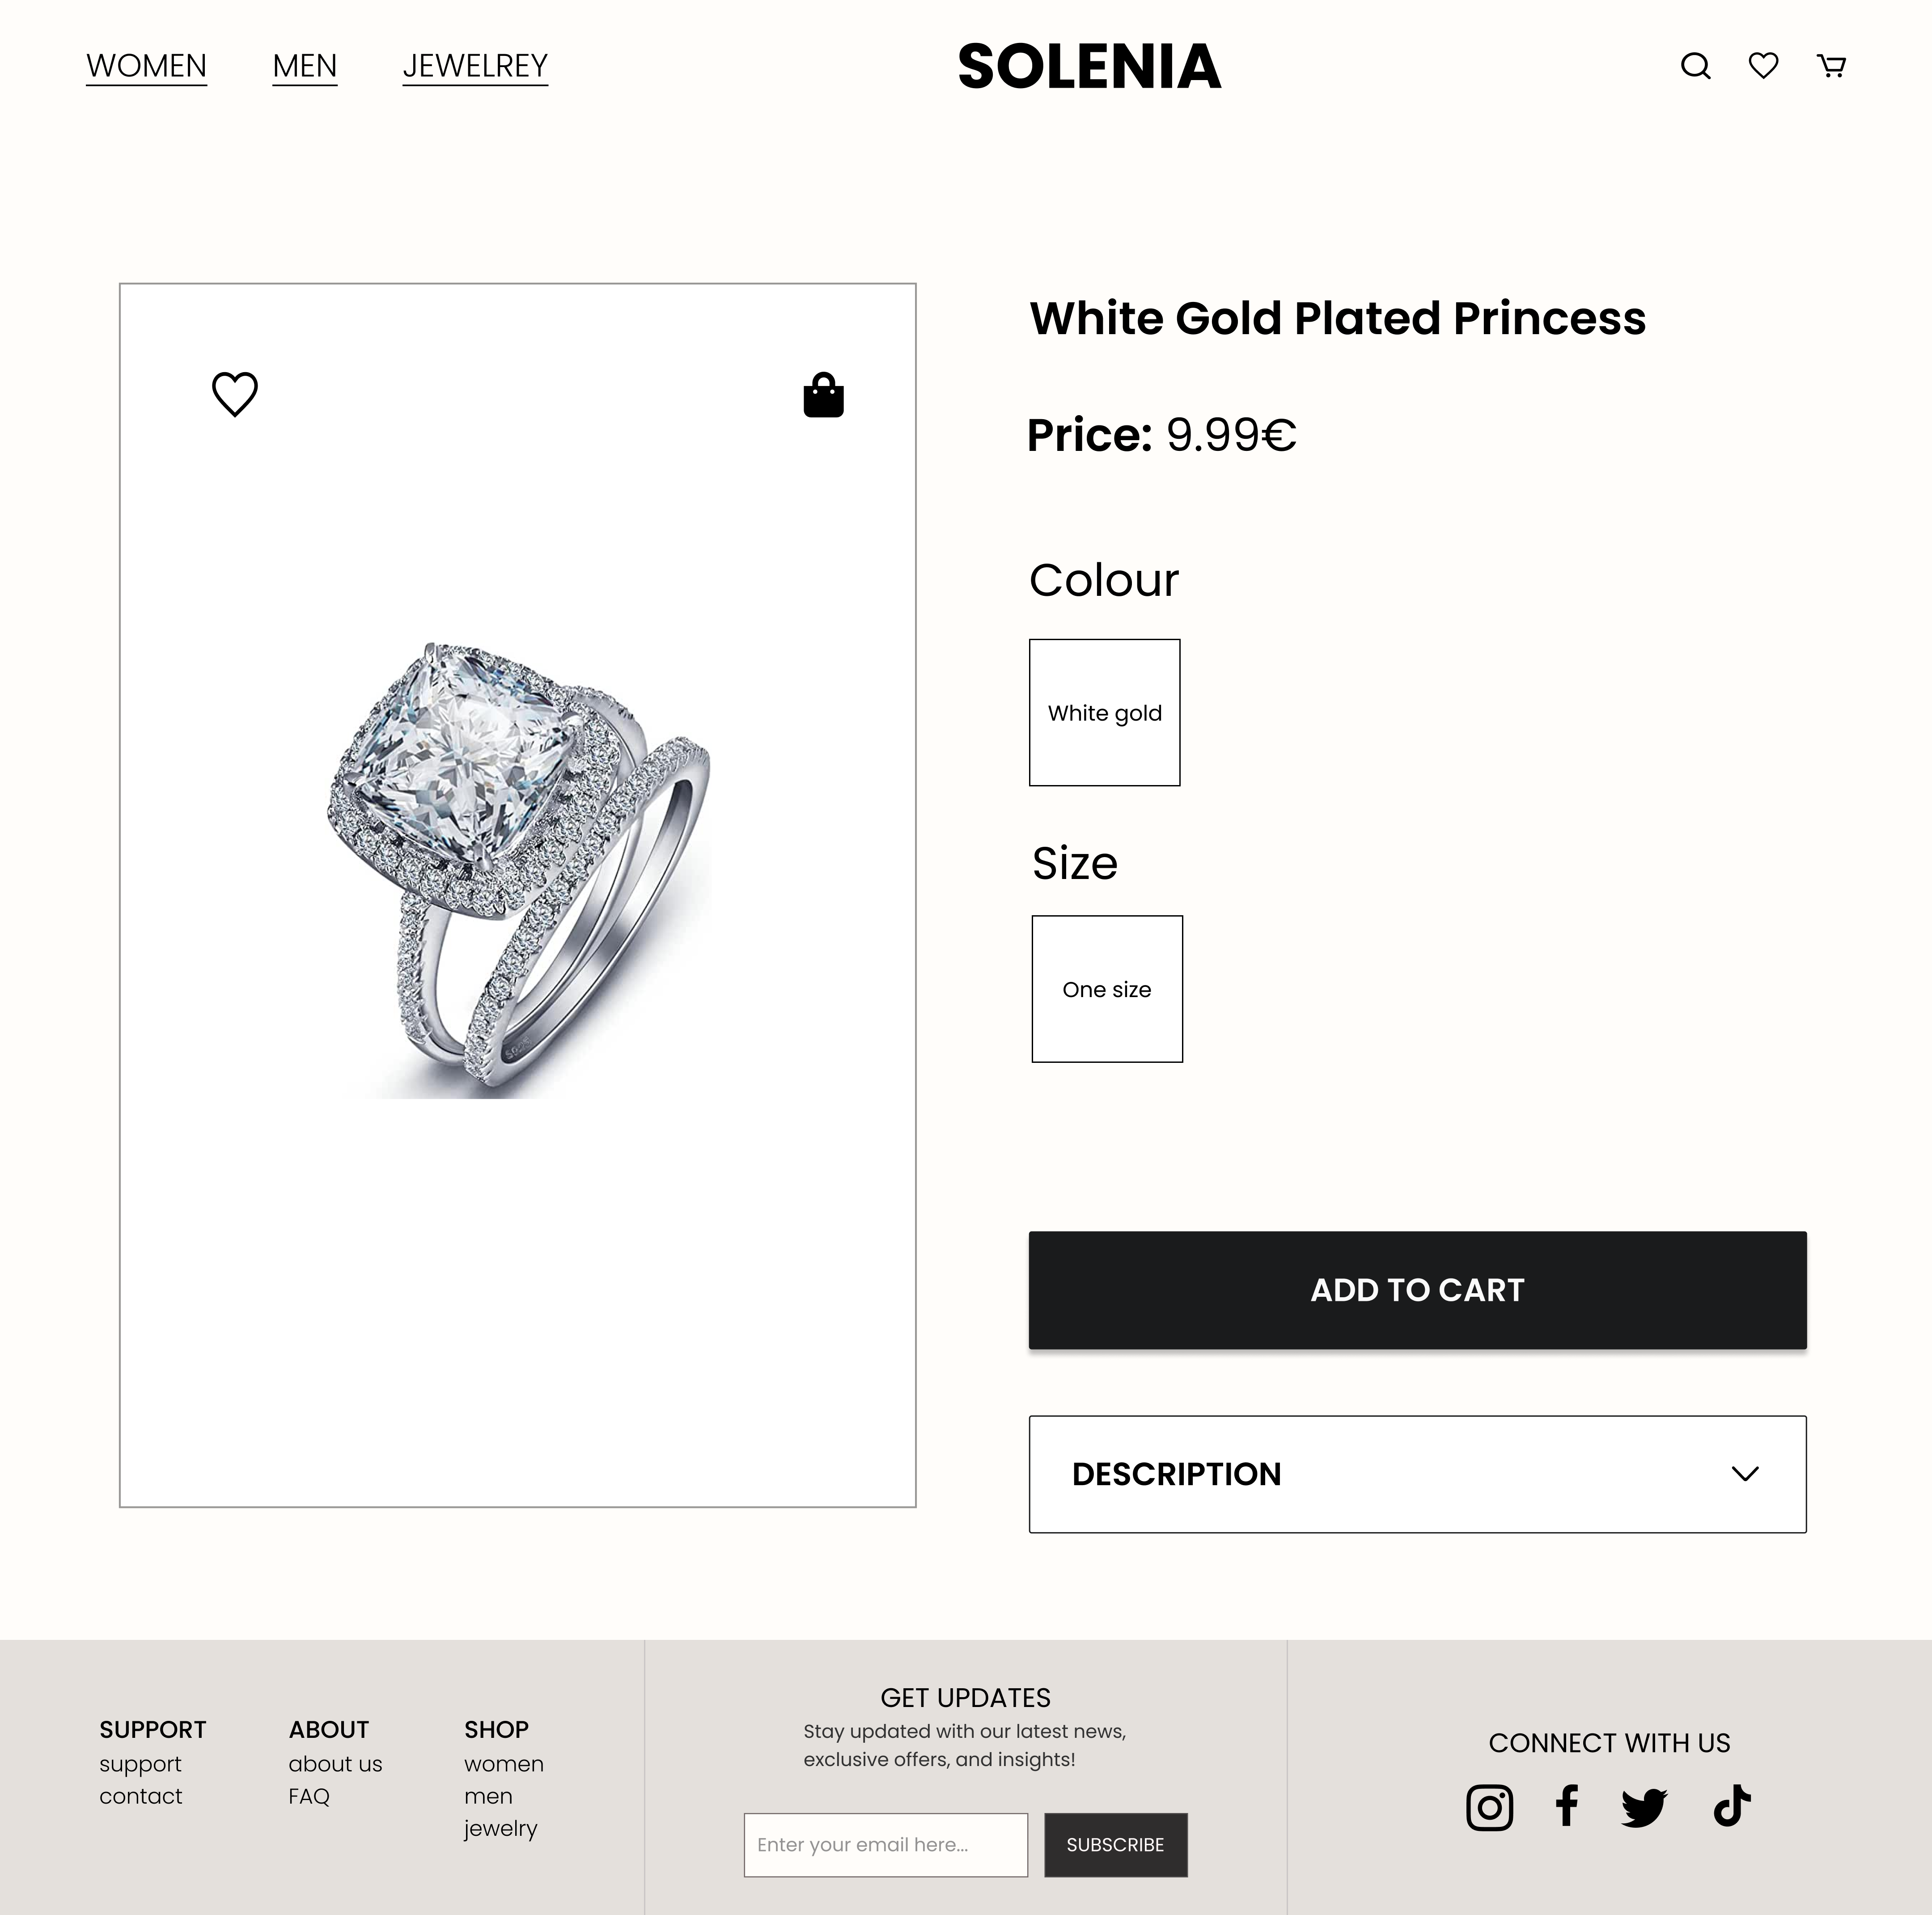 WOMEN
MEN
JEWELREY
SOLENIA
White Gold Plated Princess
Price: 9.99€
Colour
White gold
Size
One size
ADD TO CART
DESCRIPTION
SUPPORT
support
contact
ABOUT
about us
FAQ
SHOP
women
men
jewelry
GET UPDATES
Stay updated with our latest news,
exclusive offers, and insights!
Enter your email here...
SUBSCRIBE
CONNECT WITH US